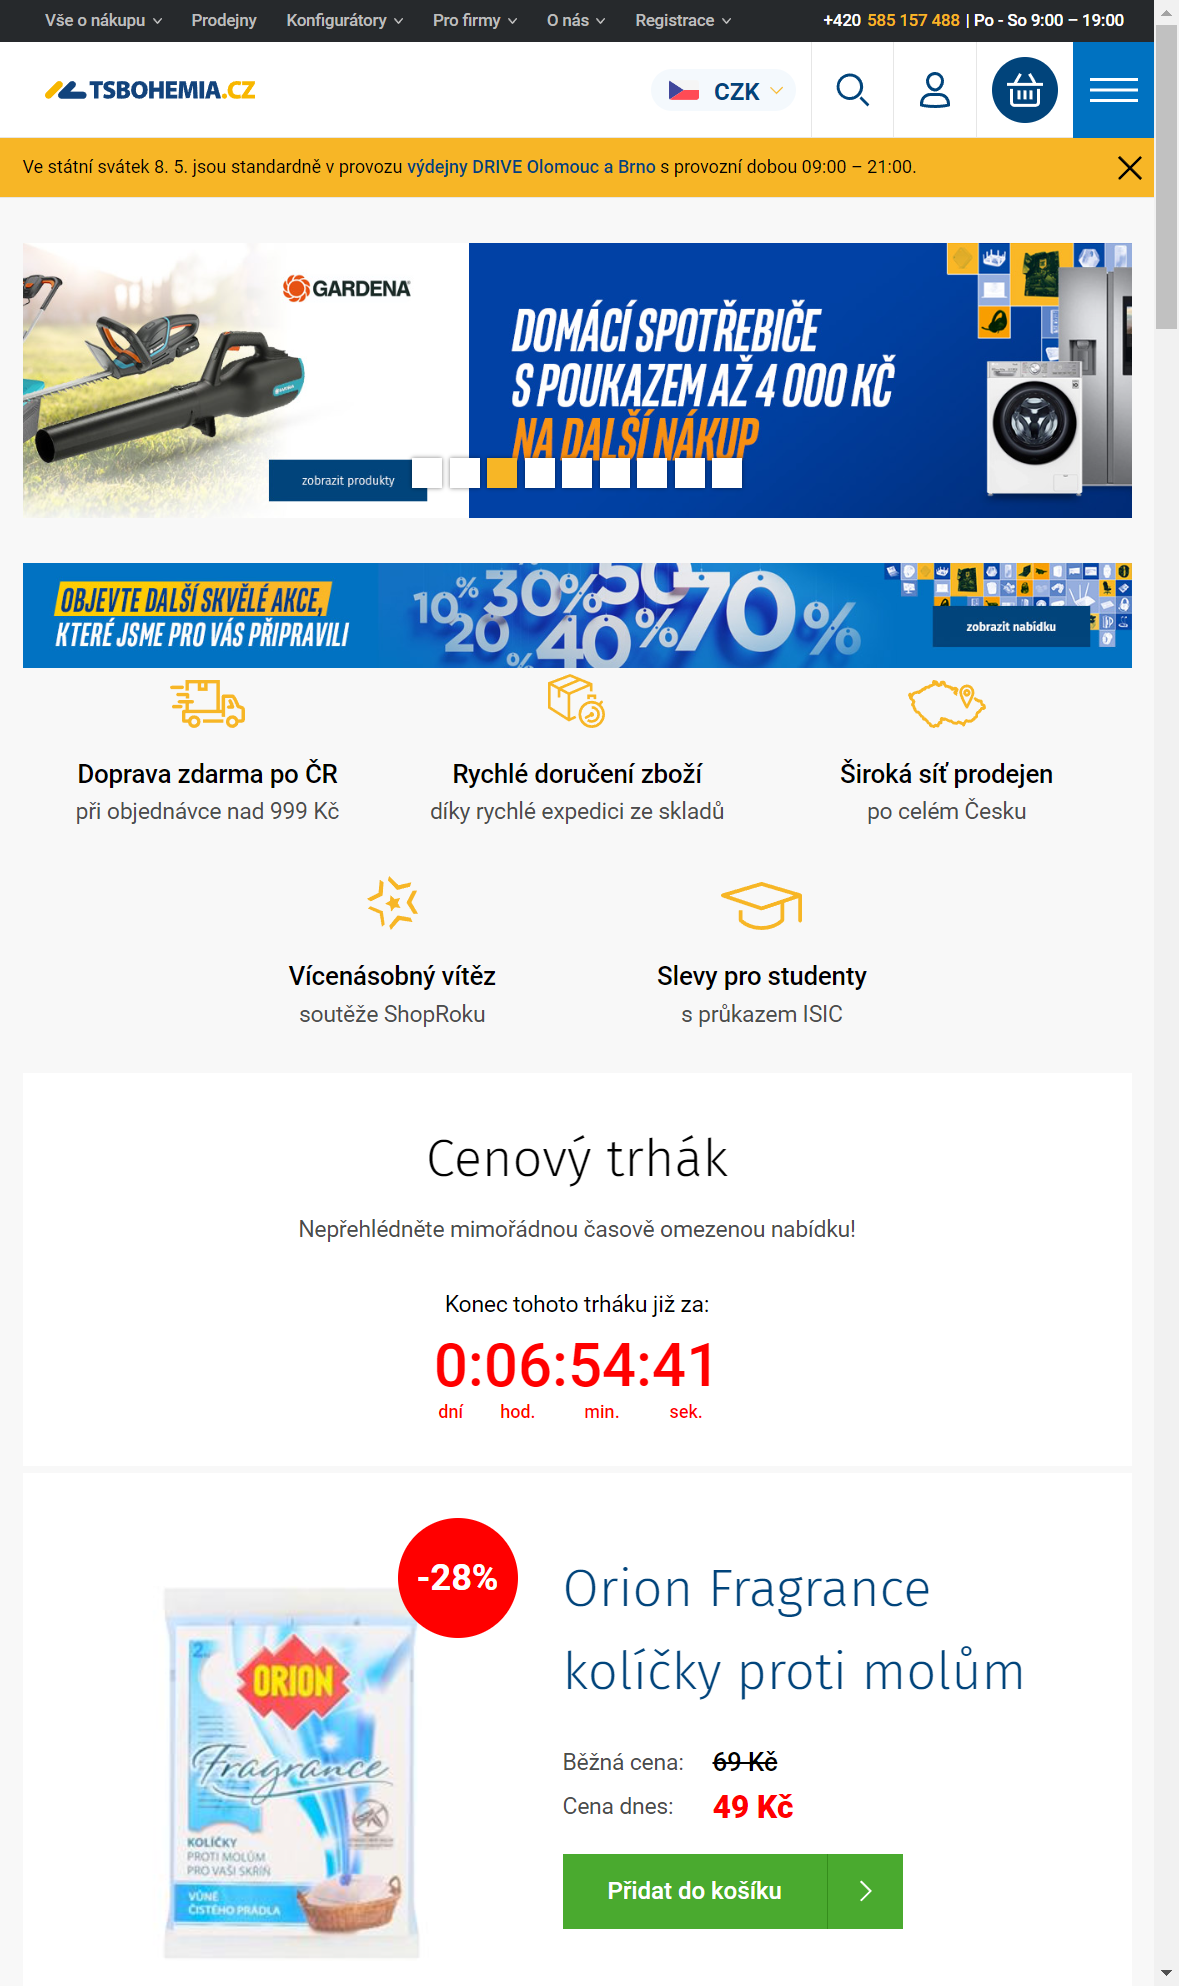 Vše o nákupu Prodejny Konfigurátory Pro firmy O nás Registrace +420 585 157 488 | Po - So 9:00 – 19:00
TSBOHEMIA.CZ
CZK
Ve státní svátek 8. 5. jsou standardně v provozu výdejny DRIVE Olomouc a Brno s provozní dobou 09:00 – 21:00.
GARDENA
zobrazit produkty
DOMÁCÍ SPOTŘEBIČE
S POUKAZEM AŽ 4 000 KČ
NA DALŠÍ NÁKUP
OBJEVTE DALŠÍ SKVĚLÉ AKCE,
KTERÉ JSME PRO VÁS PŘIPRAVILI
10% 30% 50 70%
20% 40%
zobrazit nabídku
Doprava zdarma po ČR
při objednávce nad 999 Kč
Rychlé doručení zboží
díky rychlé expedici ze skladů
Široká síť prodejen
po celém Česku
Vícenásobný vítěz
soutěže ShopRoku
Slevy pro studenty
s průkazem ISIC
Cenový trhák
Nepřehlédněte mimořádnou časově omezenou nabídku!
Konec tohoto trháku již za:
0:06:54:41
dní hod. min. sek.
-28%
ORION
Fragrance
KOLÍČKY
PROTI MOLŮM
PRO VAŠI SKŘÍŇ
VŮNĚ
ČISTÉHO PRÁDLA
Orion Fragrance
kolíčky proti molům
Běžná cena: 69 Kč
Cena dnes: 49 Kč
Přidat do košíku